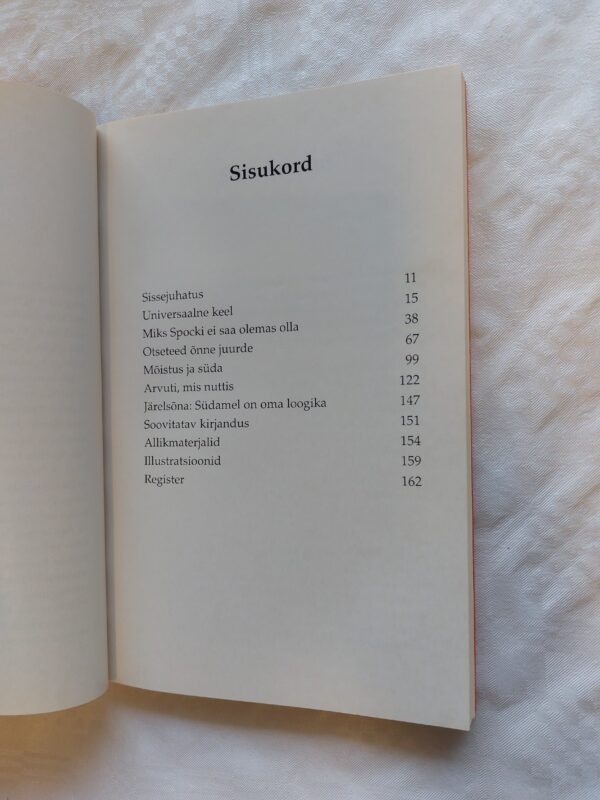 Sisukord
Sissejuhatus 11
Universaalne keel 15
Miks Spocki ei saa olemas olla 38
Otseteed õnne juurde 67
Mõistus ja süda 99
Arvuti, mis nuttis 122
Järelsõna: Südamel on oma loogika 147
Soovitatav kirjandus 151
Allikmaterjalid 154
Illustratsioonid 159
Register 162